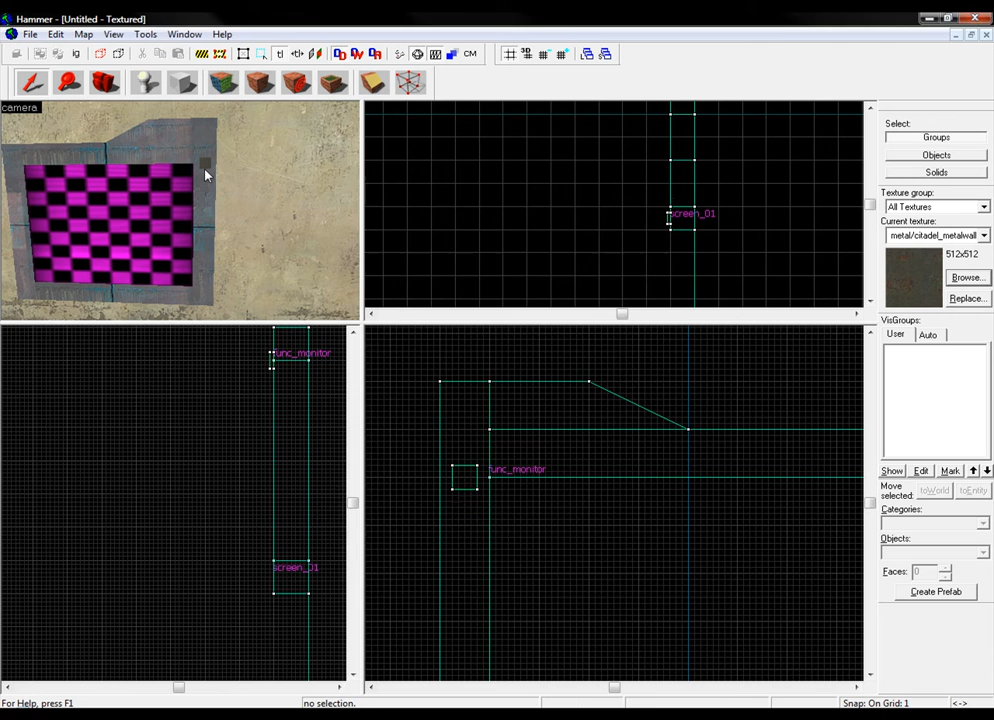 Hammer - [Untitled - Textured]
File Edit Map View Tools Window Help
ig tl CM
camera
screen_01
func_monitor
screen_01
func_monitor
Select:
Groups
Objects
Solids
Texture group:
All Textures
Current texture:
metal/citadel_metalwall
512x512
Browse...
Replace...
VisGroups:
User Auto
Show Edit Mark
Move selected:
toWorld toEntity
Categories:
Objects:
Faces: 0
Create Prefab
For Help, press F1 no selection. Snap: On Grid: 1 <->